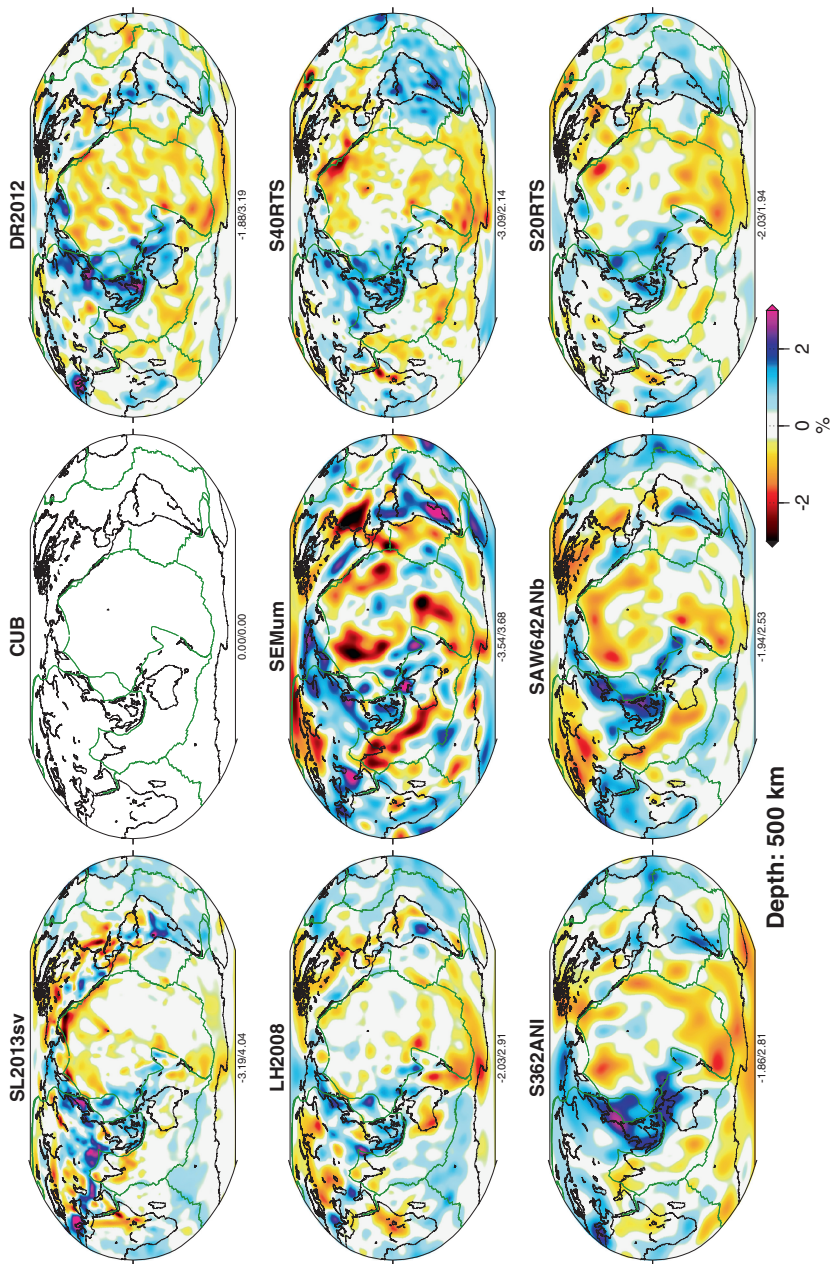 SL2013sv
CUB
DR2012
-3.19/4.04
0.00/0.00
-1.88/3.19
LH2008
SEMum
S40RTS
-2.03/2.91
-3.54/3.68
-3.09/2.14
S362ANI
SAW642ANb
S20RTS
-1.86/2.81
-1.94/2.53
-2.03/1.94
Depth: 500 km
-2 0 2
%